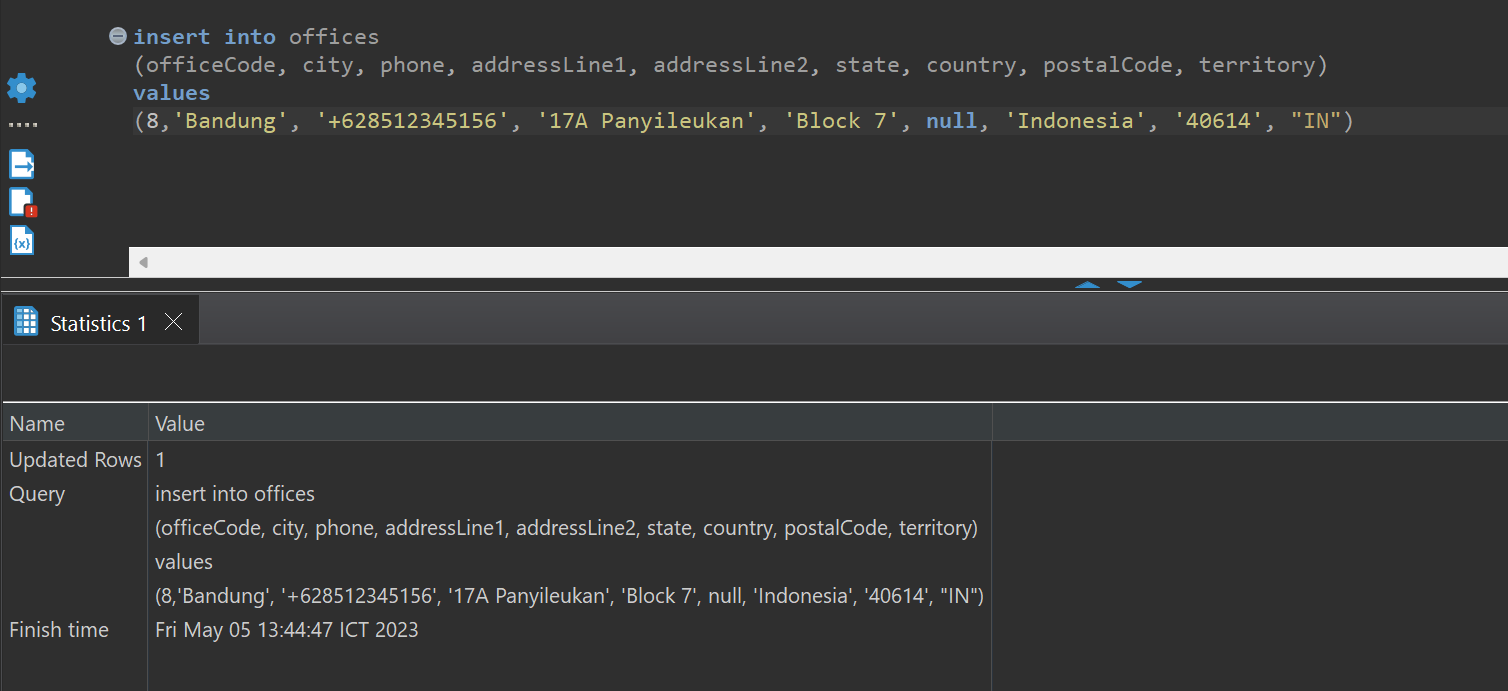 insert into offices
(officeCode, city, phone, addressLine1, addressLine2, state, country, postalCode, territory)
values
(8,'Bandung', '+628512345156', '17A Panyileukan', 'Block 7', null, 'Indonesia', '40614', "IN")
Statistics 1
Name Value
Updated Rows 1
Query insert into offices
(officeCode, city, phone, addressLine1, addressLine2, state, country, postalCode, territory)
values
(8,'Bandung', '+628512345156', '17A Panyileukan', 'Block 7', null, 'Indonesia', '40614', "IN")
Finish time Fri May 05 13:44:47 ICT 2023